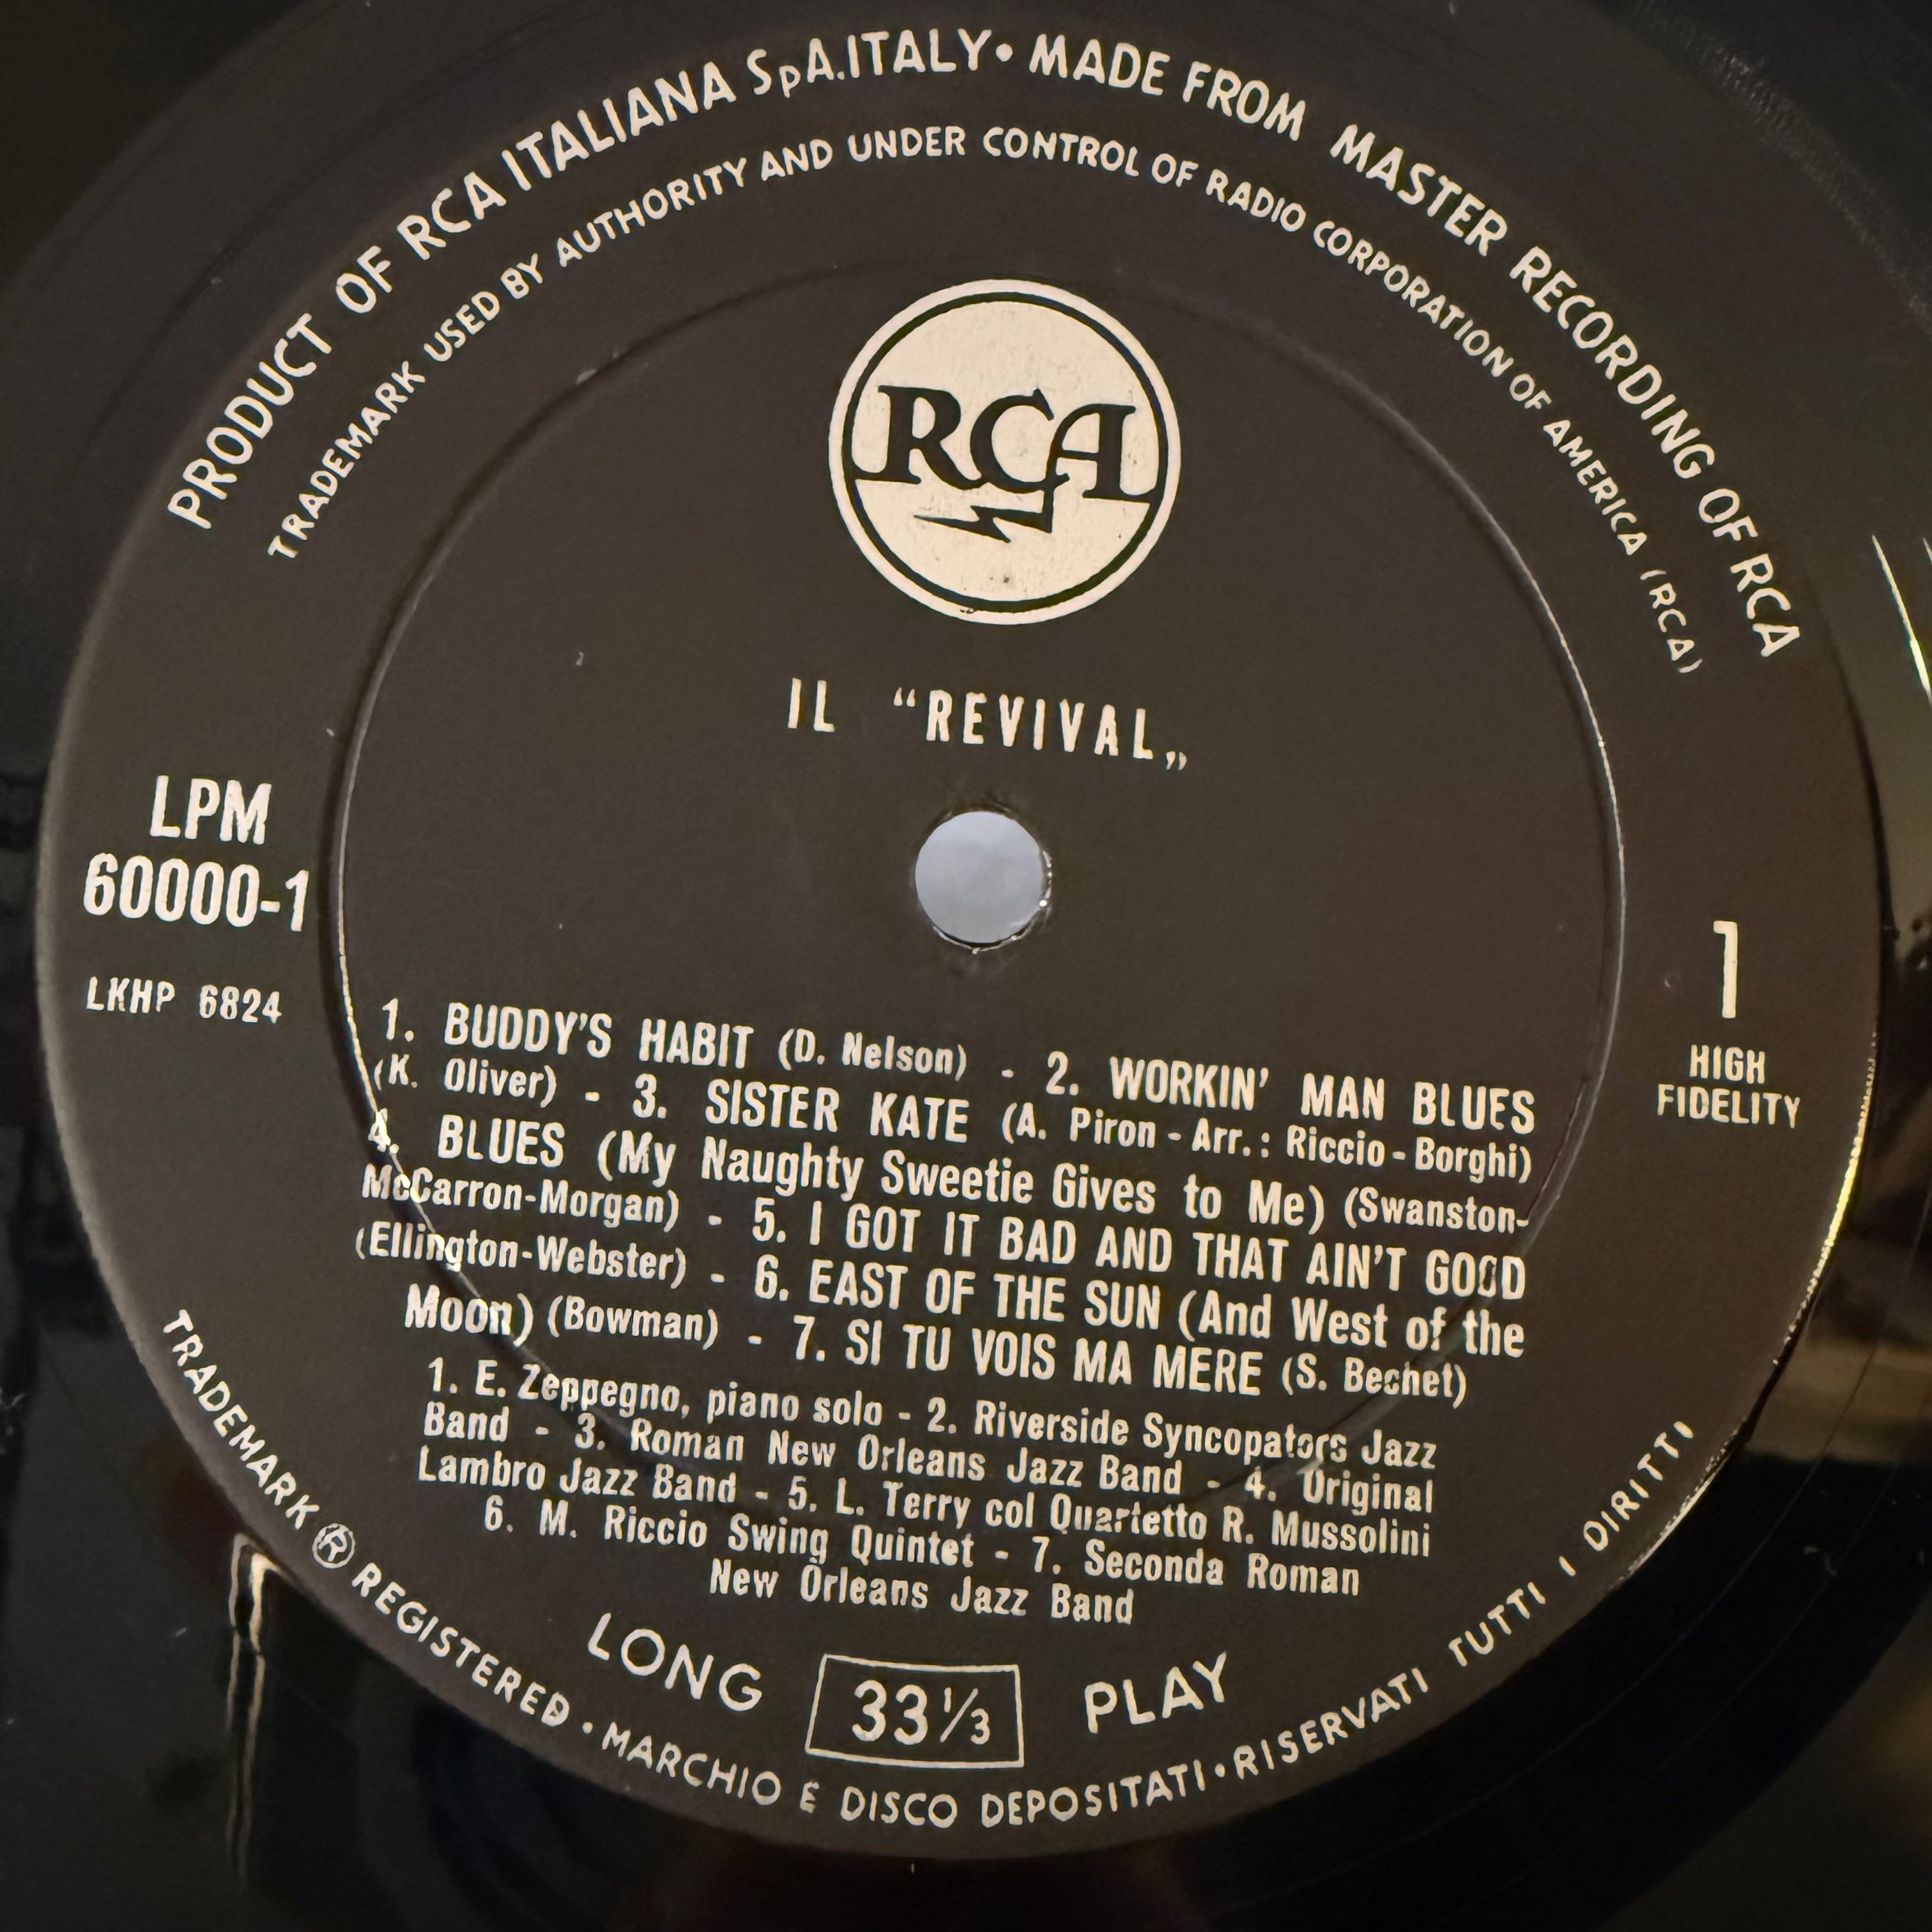 PRODUCT OF RCA ITALIANA SpA.ITALY • MADE FROM MASTER RECORDING OF RCA
TRADEMARK USED BY AUTHORITY AND UNDER CONTROL OF RADIO CORPORATION OF AMERICA (RCA)
RCA
IL “REVIVAL„
LPM
60000-1
LKHP 6824
1
HIGH
FIDELITY
1. BUDDY'S HABIT (D. Nelson) - 2. WORKIN' MAN BLUES
(K. Oliver) - 3. SISTER KATE (A. Piron - Arr.: Riccio - Borghi)
4. BLUES (My Naughty Sweetie Gives to Me) (Swanston-
McCarron-Morgan) - 5. I GOT IT BAD AND THAT AIN'T GOOD
(Ellington-Webster) - 6. EAST OF THE SUN (And West of the
Moon) (Bowman) - 7. SI TU VOIS MA MERE (S. Bechet)
1. E. Zeppegno, piano solo - 2. Riverside Syncopators Jazz
Band - 3. Roman New Orleans Jazz Band - 4. Original
Lambro Jazz Band - 5. L. Terry col Quartetto R. Mussolini
6. M. Riccio Swing Quintet - 7. Seconda Roman
New Orleans Jazz Band
LONG 33 1/3 PLAY
TRADEMARK ® REGISTERED • MARCHIO E DISCO DEPOSITATI • RISERVATI TUTTI I DIRITTI